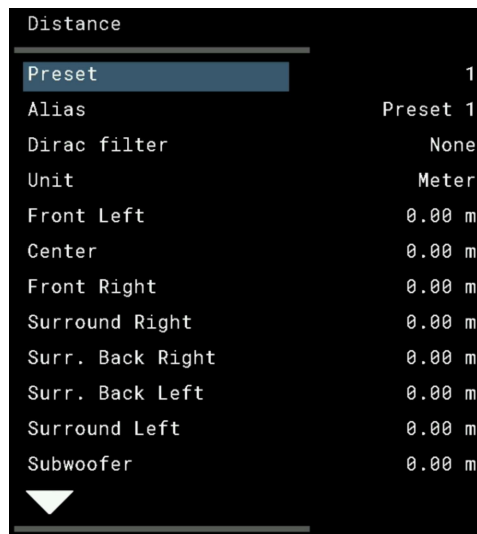 Distance
Preset 1
Alias Preset 1
Dirac filter None
Unit Meter
Front Left 0.00 m
Center 0.00 m
Front Right 0.00 m
Surround Right 0.00 m
Surr. Back Right 0.00 m
Surr. Back Left 0.00 m
Surround Left 0.00 m
Subwoofer 0.00 m